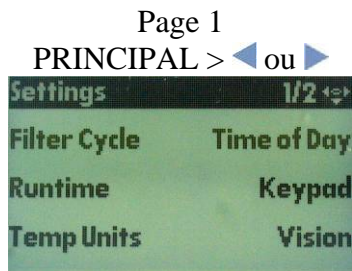 Page 1
PRINCIPAL > ou
Settings 1/2
Filter Cycle Time of Day
Runtime Keypad
Temp Units Vision